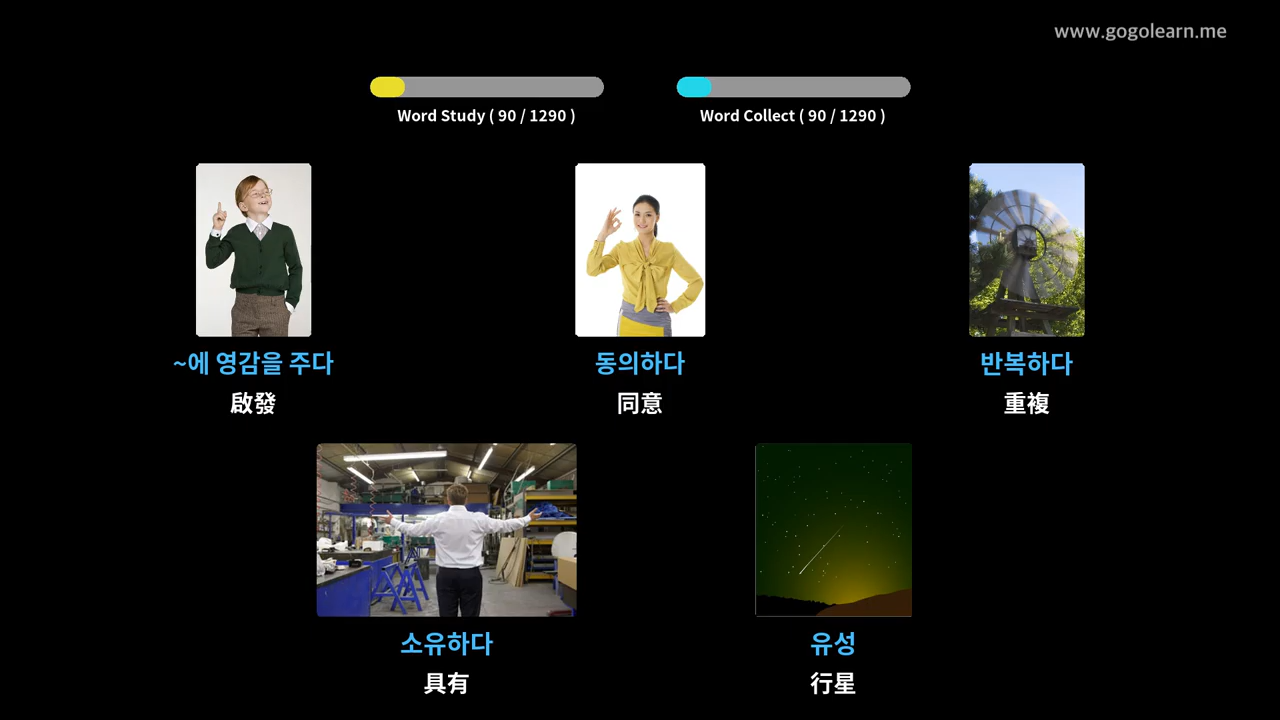 www.gogolearn.me
Word Study ( 90 / 1290 )
Word Collect ( 90 / 1290 )
~에 영감을 주다
啟發
동의하다
同意
반복하다
重複
소유하다
具有
유성
行星